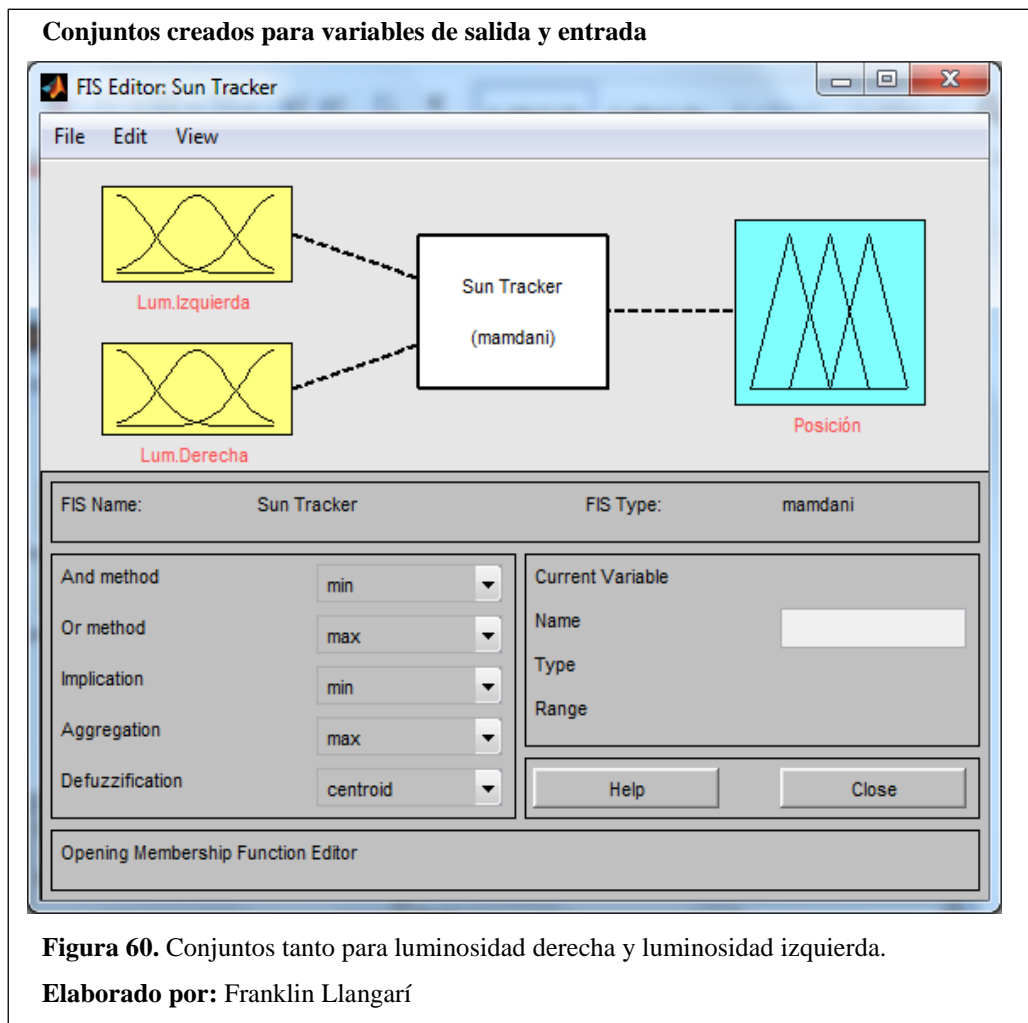 Conjuntos creados para variables de salida y entrada
FIS Editor: Sun Tracker
File Edit View
Lum.Izquierda
Lum.Derecha
Sun Tracker
(mamdani)
Posición
FIS Name: Sun Tracker FIS Type: mamdani
And method min
Or method max
Implication min
Aggregation max
Defuzzification centroid
Current Variable
Name
Type
Range
Help Close
Opening Membership Function Editor
Figura 60. Conjuntos tanto para luminosidad derecha y luminosidad izquierda.
Elaborado por: Franklin Llangarí